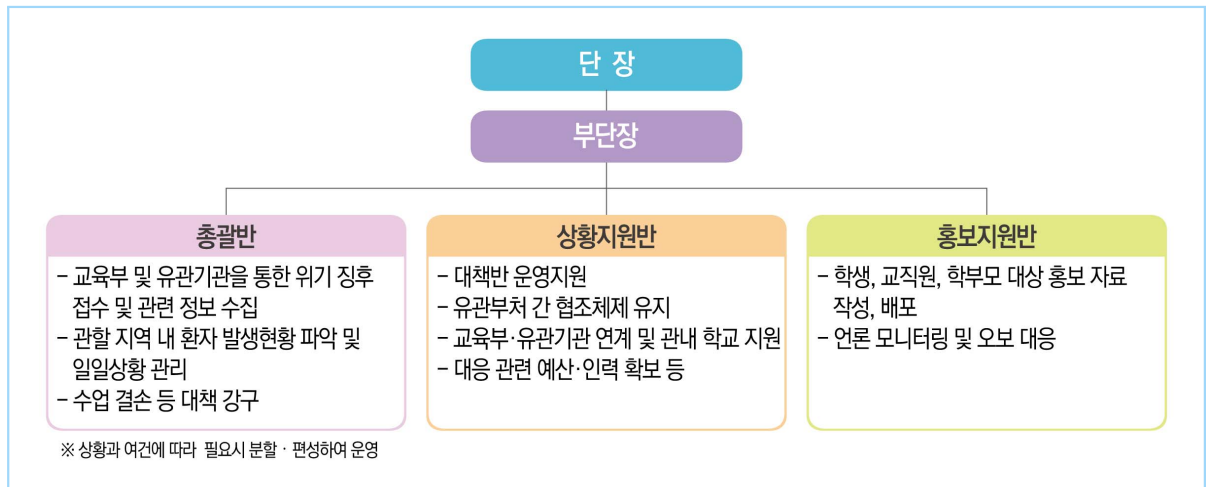 단 장
부단장
총괄반
- 교육부 및 유관기관을 통한 위기 징후
접수 및 관련 정보 수집
- 관할 지역 내 환자 발생현황 파악 및
일일상황 관리
- 수업 결손 등 대책 강구
상황지원반
- 대책반 운영지원
- 유관부처 간 협조체제 유지
- 교육부·유관기관 연계 및 관내 학교 지원
- 대응 관련 예산·인력 확보 등
홍보지원반
- 학생, 교직원, 학부모 대상 홍보 자료
작성, 배포
- 언론 모니터링 및 오보 대응
※ 상황과 여건에 따라 필요시 분할 · 편성하여 운영